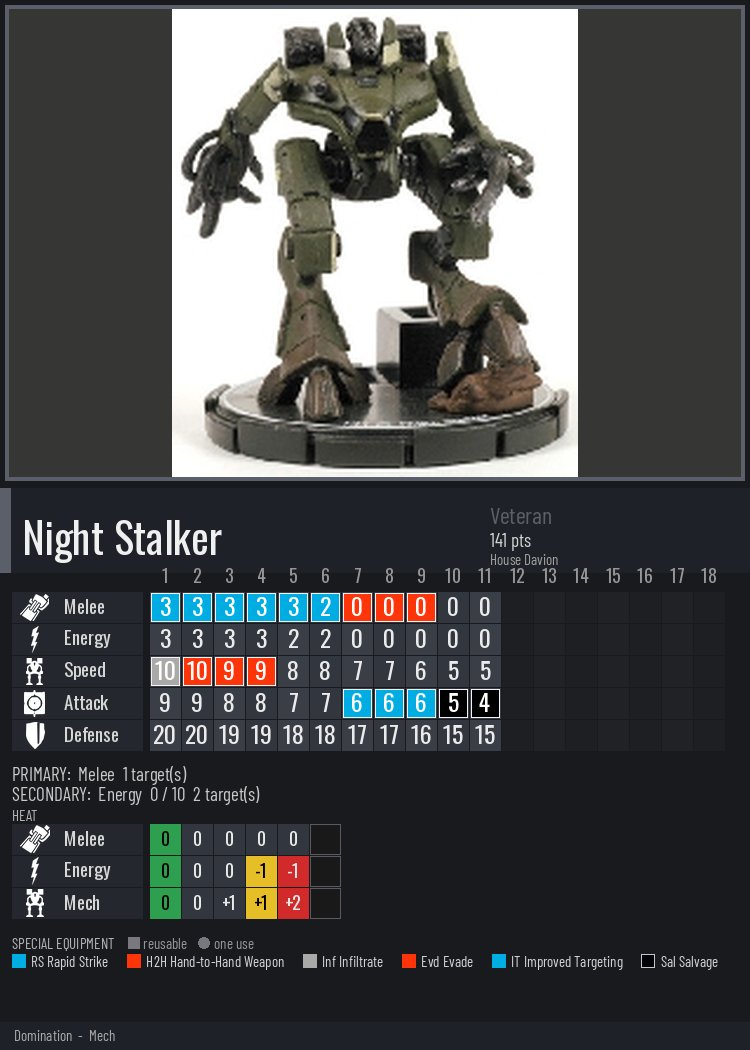 Night Stalker
Veteran
141 pts
House Davion
1 2 3 4 5 6 7 8 9 10 11 12 13 14 15 16 17 18
Melee 3 3 3 3 3 2 0 0 0 0 0
Energy 3 3 3 3 2 2 0 0 0 0 0
Speed 10 10 9 9 8 8 7 7 6 5 5
Attack 9 9 8 8 7 7 6 6 6 5 4
Defense 20 20 19 19 18 18 17 17 16 15 15
PRIMARY: Melee 1 target(s)
SECONDARY: Energy 0 / 10 2 target(s)
HEAT
Melee 0 0 0 0 0
Energy 0 0 0 -1 -1
Mech 0 0 +1 +1 +2
SPECIAL EQUIPMENT reusable one use
RS Rapid Strike H2H Hand-to-Hand Weapon Inf Infiltrate Evd Evade IT Improved Targeting Sal Salvage
Domination - Mech